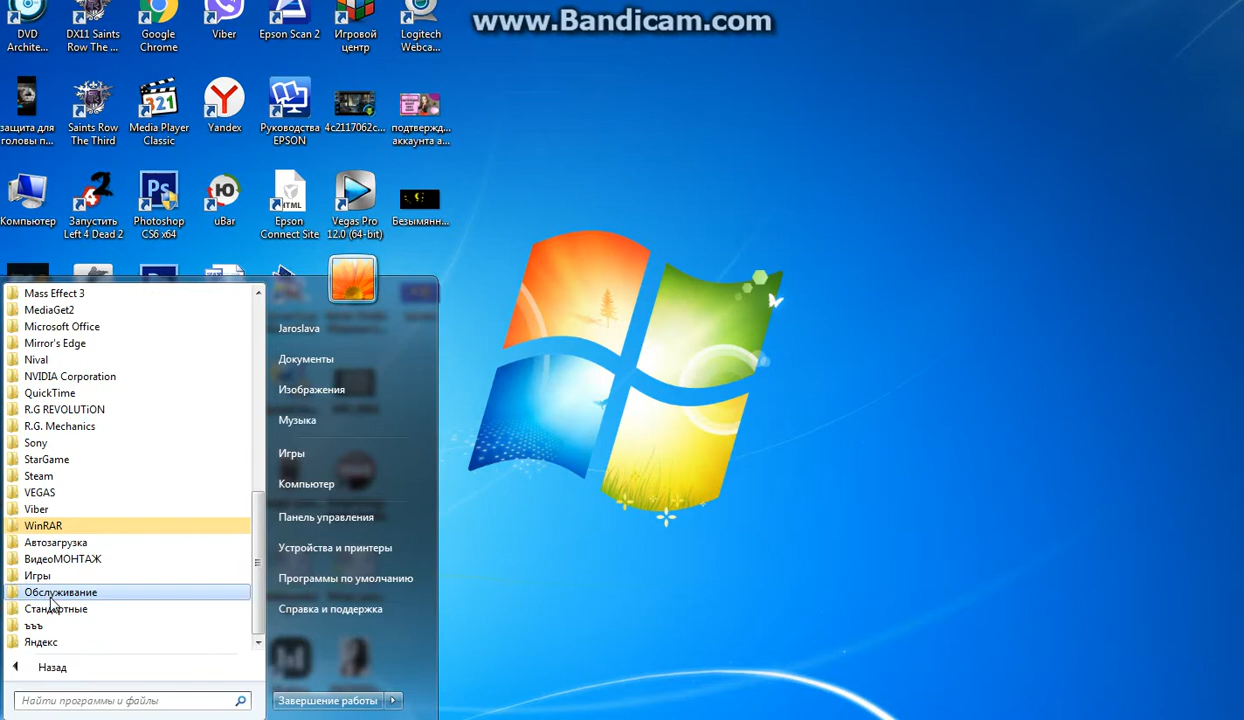 www.Bandicam.com
DVD
Archite...
DX11 Saints
Row The ...
Google
Chrome
Viber
Epson Scan 2
Игровой
центр
Logitech
Webca...
защита для
головы п...
Saints Row
The Third
Media Player
Classic
Yandex
Руководства
EPSON
4c2117062c...
подтвержд...
аккаунта а...
Компьютер
Запустить
Left 4 Dead 2
Photoshop
CS6 x64
uBar
Epson
Connect Site
Vegas Pro
12.0 (64-bit)
Безымянн...
Mass Effect 3
MediaGet2
Microsoft Office
Mirror's Edge
Nival
NVIDIA Corporation
QuickTime
R.G REVOLUTiON
R.G. Mechanics
Sony
StarGame
Steam
VEGAS
Viber
WinRAR
Автозагрузка
ВидеоМОНТАЖ
Игры
Обслуживание
Стандартные
ъъъ
Яндекс
Назад
Найти программы и файлы
Jaroslava
Документы
Изображения
Музыка
Игры
Компьютер
Панель управления
Устройства и принтеры
Программы по умолчанию
Справка и поддержка
Завершение работы